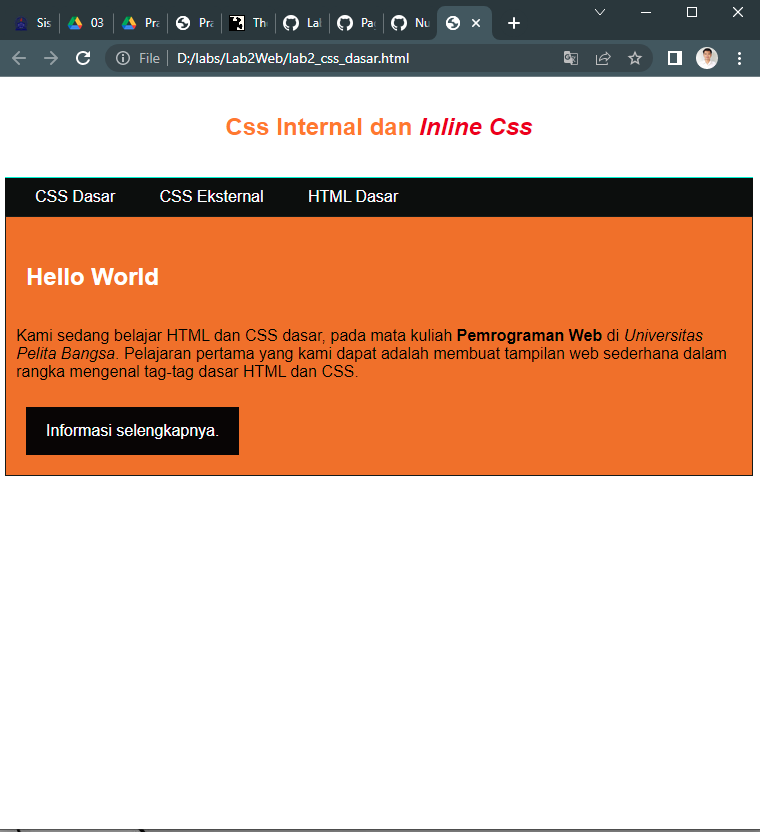 Sis
03
Pra
Pra
Th
Lal
Pa
Nu
File
D:/labs/Lab2Web/lab2_css_dasar.html
Css Internal dan Inline Css
CSS Dasar CSS Eksternal HTML Dasar
Hello World
Kami sedang belajar HTML dan CSS dasar, pada mata kuliah Pemrograman Web di Universitas
Pelita Bangsa. Pelajaran pertama yang kami dapat adalah membuat tampilan web sederhana dalam
rangka mengenal tag-tag dasar HTML dan CSS.
Informasi selengkapnya.